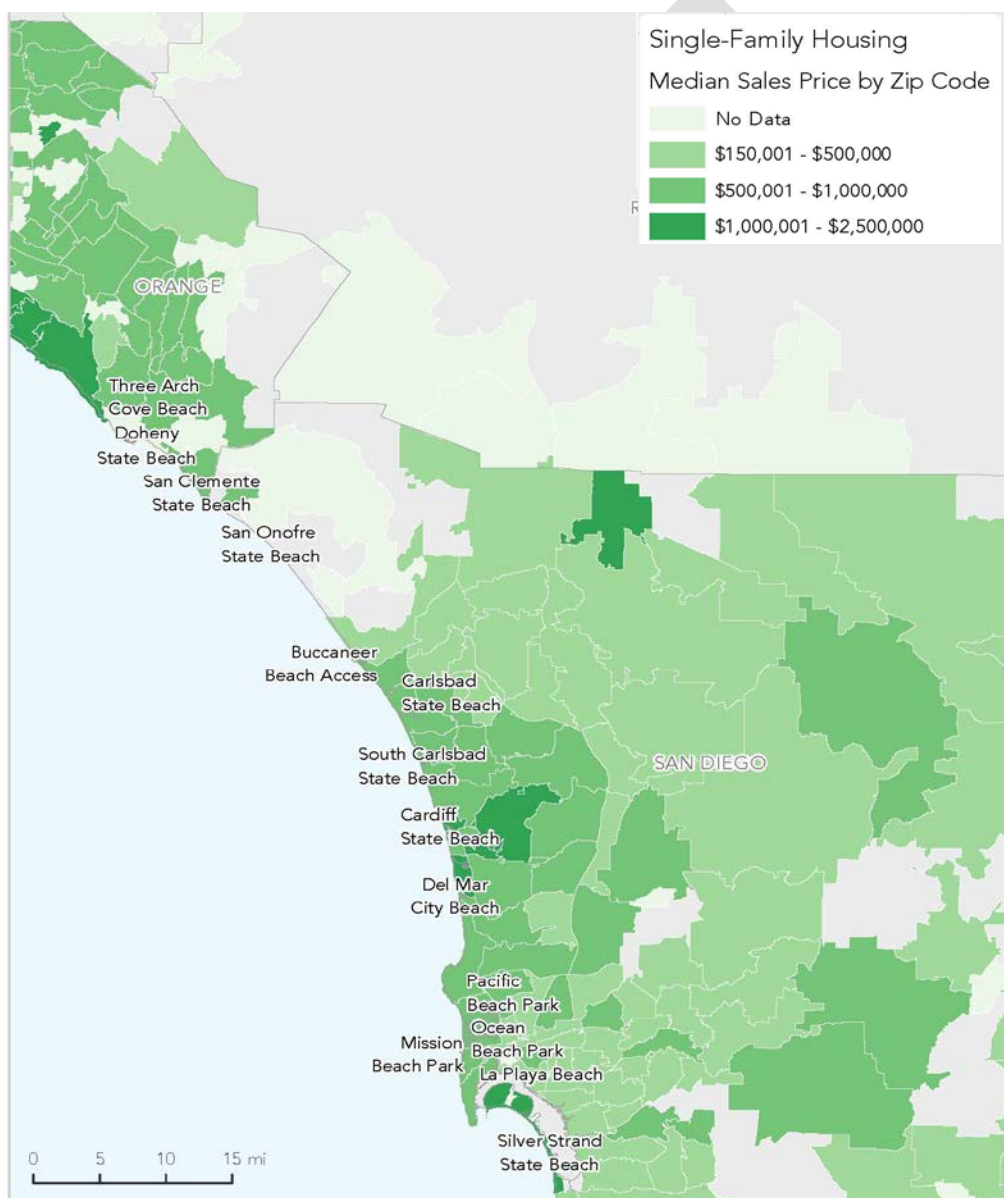 Single-Family Housing
Median Sales Price by Zip Code
No Data
$150,001 - $500,000
$500,001 - $1,000,000
$1,000,001 - $2,500,000
R
ORANGE
Three Arch
Cove Beach
Doheny
State Beach
San Clemente
State Beach
San Onofre
State Beach
Buccaneer
Beach Access
Carlsbad
State Beach
South Carlsbad
State Beach
SAN DIEGO
Cardiff
State Beach
Del Mar
City Beach
Pacific
Beach Park
Ocean
Beach Park
Mission
Beach Park
La Playa Beach
Silver Strand
State Beach
0 5 10 15 mi